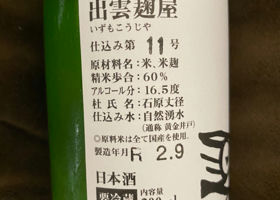 出雲麹屋
いずもこうじや
仕込み第11号
原材料名：米、米麹
精米歩合：60%
アルコール分：16.5度
杜氏名：石原丈径
仕込み水：自然湧水
（通称 黄金井戸）
◎原料米は全て国産を使用.
製造年月R 2.9
日本酒
要冷蔵 内容量